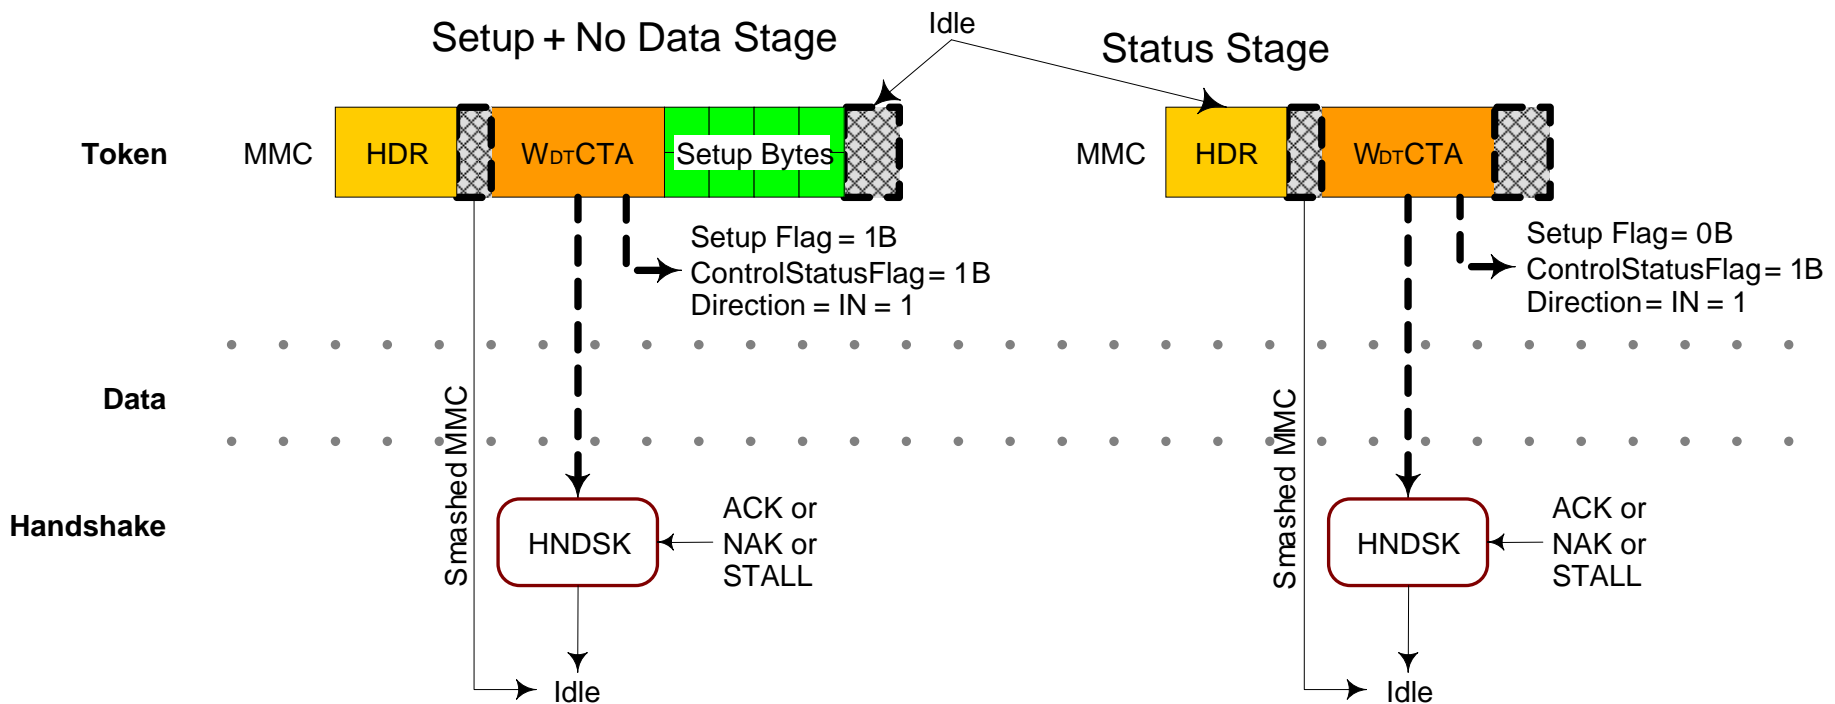 Setup + No Data Stage
Idle
Status Stage
Token
MMC
HDR
WDTCTA
Setup Bytes
MMC
HDR
WDTCTA
Setup Flag = 1B
ControlStatusFlag = 1B
Direction = IN = 1
Setup Flag = 0B
ControlStatusFlag = 1B
Direction = IN = 1
Data
Smashed MMC
Smashed MMC
Handshake
HNDSK
ACK or
NAK or
STALL
HNDSK
ACK or
NAK or
STALL
Idle
Idle